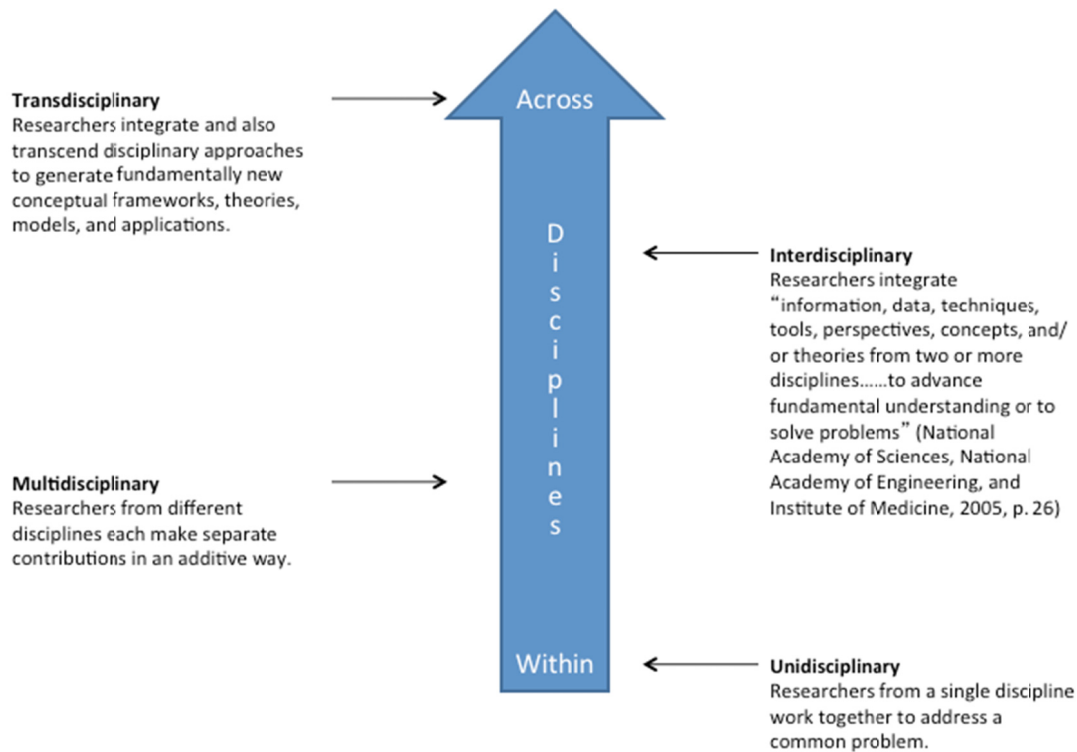 Across
Transdisciplinary
Researchers integrate and also
transcend disciplinary approaches
to generate fundamentally new
conceptual frameworks, theories,
models, and applications.
Disciplines
Interdisciplinary
Researchers integrate
“information, data, techniques,
tools, perspectives, concepts, and/
or theories from two or more
disciplines……to advance
fundamental understanding or to
solve problems” (National
Academy of Sciences, National
Academy of Engineering, and
Institute of Medicine, 2005, p. 26)
Multidisciplinary
Researchers from different
disciplines each make separate
contributions in an additive way.
Within
Unidisciplinary
Researchers from a single discipline
work together to address a
common problem.